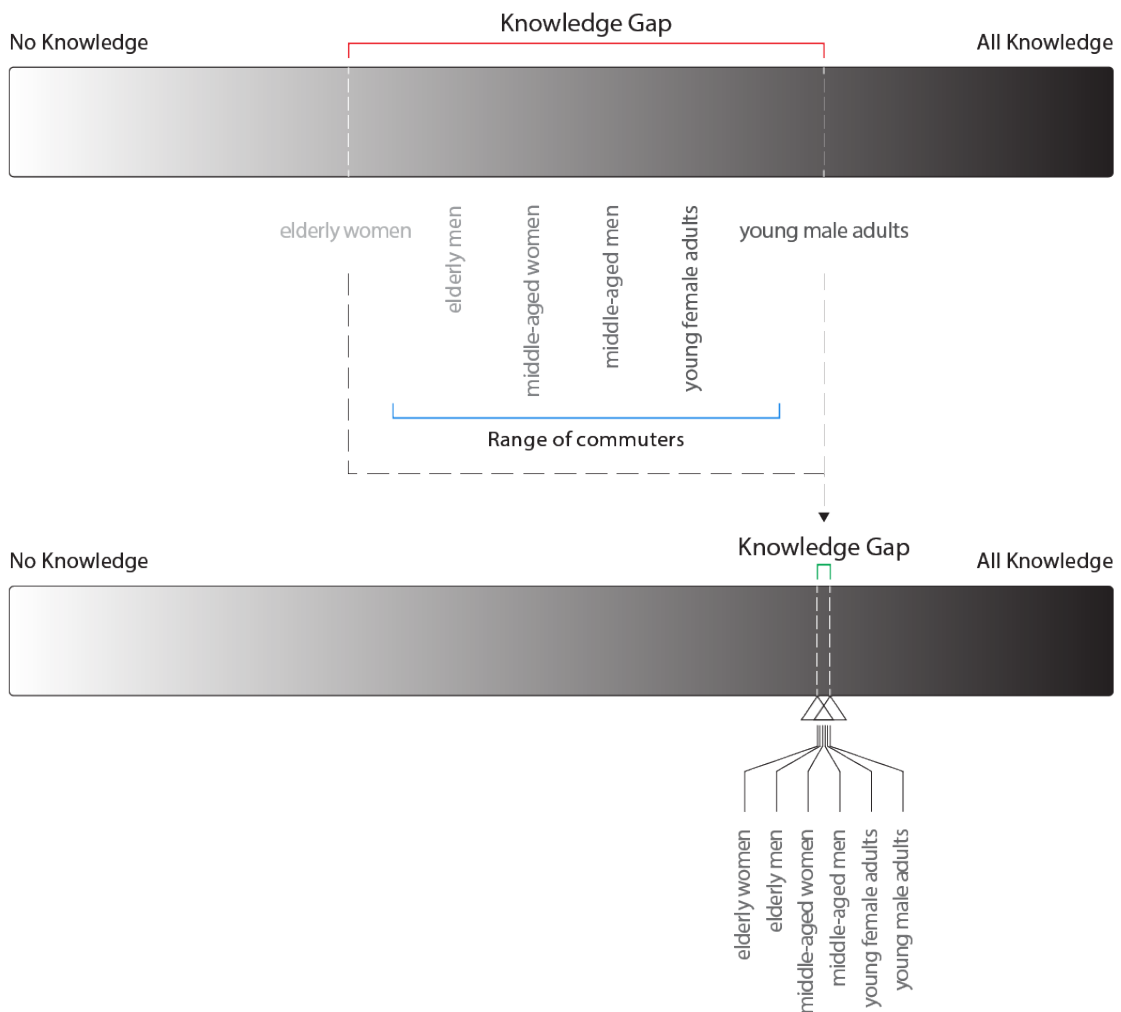 Knowledge Gap
No Knowledge
All Knowledge
elderly women
elderly men
middle-aged women
middle-aged men
young female adults
young male adults
Range of commuters
Knowledge Gap
No Knowledge
All Knowledge
elderly women
elderly men
middle-aged women
middle-aged men
young female adults
young male adults